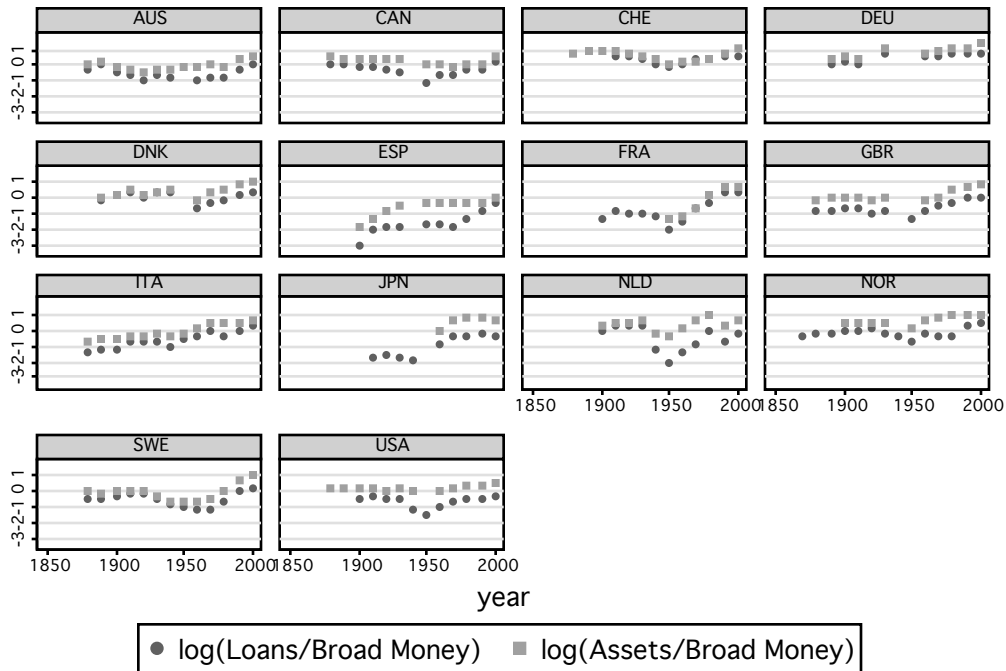 AUS CAN CHE DEU
-3-2-1 0 1
DNK ESP FRA GBR
-3-2-1 0 1
ITA JPN NLD NOR
-3-2-1 0 1
1850 1900 1950 2000 1850 1900 1950 2000
SWE USA
-3-2-1 0 1
1850 1900 1950 2000 1850 1900 1950 2000
year
log(Loans/Broad Money) log(Assets/Broad Money)